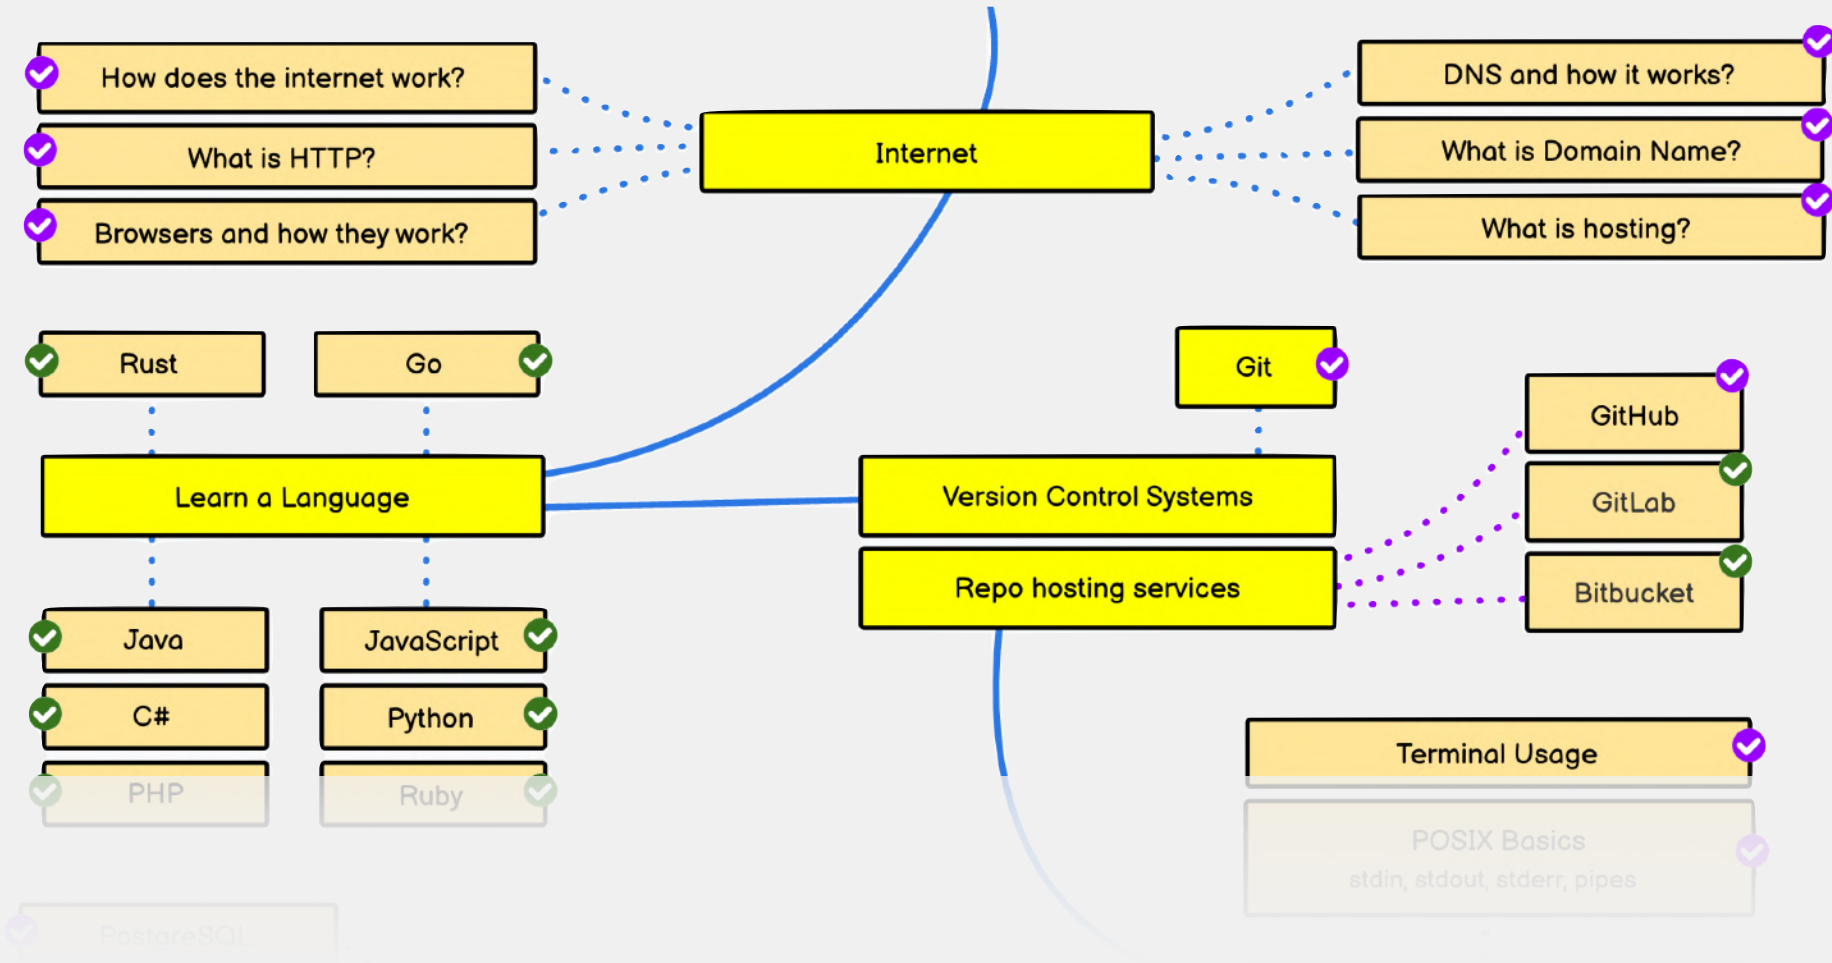 How does the internet work?
What is HTTP?
Browsers and how they work?
Internet
DNS and how it works?
What is Domain Name?
What is hosting?
Rust
Go
Learn a Language
Java
JavaScript
C#
Python
PHP
Ruby
Git
Version Control Systems
Repo hosting services
GitHub
GitLab
Bitbucket
Terminal Usage
POSIX Basics
stdin, stdout, stderr, pipes
PostgreSQL